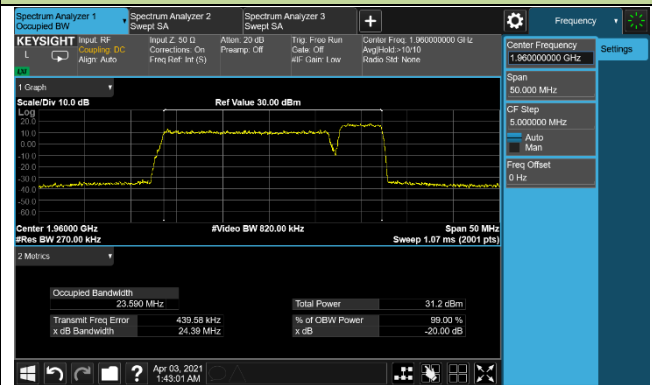 Spectrum Analyzer 1
Occupied BW
Spectrum Analyzer 2
Swept SA
Spectrum Analyzer 3
Swept SA
+
Frequency
KEYSIGHT
L
Input: RF
Coupling: DC
Align: Auto
Input Z: 50 Ω
Corrections: On
Freq Ref: Int (S)
Atten: 20 dB
Preamp: Off
Trig: Free Run
Gate: Off
#IF Gain: Low
Center Freq: 1.960000000 GHz
Avg|Hold:>10/10
Radio Std: None
Center Frequency
1.960000000 GHz
Settings
Span
50.000 MHz
CF Step
5.000000 MHz
Auto
Man
Freq Offset
0 Hz
1 Graph
Scale/Div 10.0 dB
Ref Value 30.00 dBm
Log
20.0
10.0
0.00
-10.0
-20.0
-30.0
-40.0
-50.0
-60.0
Center 1.96000 GHz
#Video BW 820.00 kHz
Span 50 MHz
#Res BW 270.00 kHz
Sweep 1.07 ms (2001 pts)
2 Metrics
Occupied Bandwidth
23.590 MHz
Total Power
31.2 dBm
Transmit Freq Error
439.58 kHz
% of OBW Power
99.00 %
x dB Bandwidth
24.39 MHz
x dB
-20.00 dB
?
Apr 03, 2021
1:43:01 AM